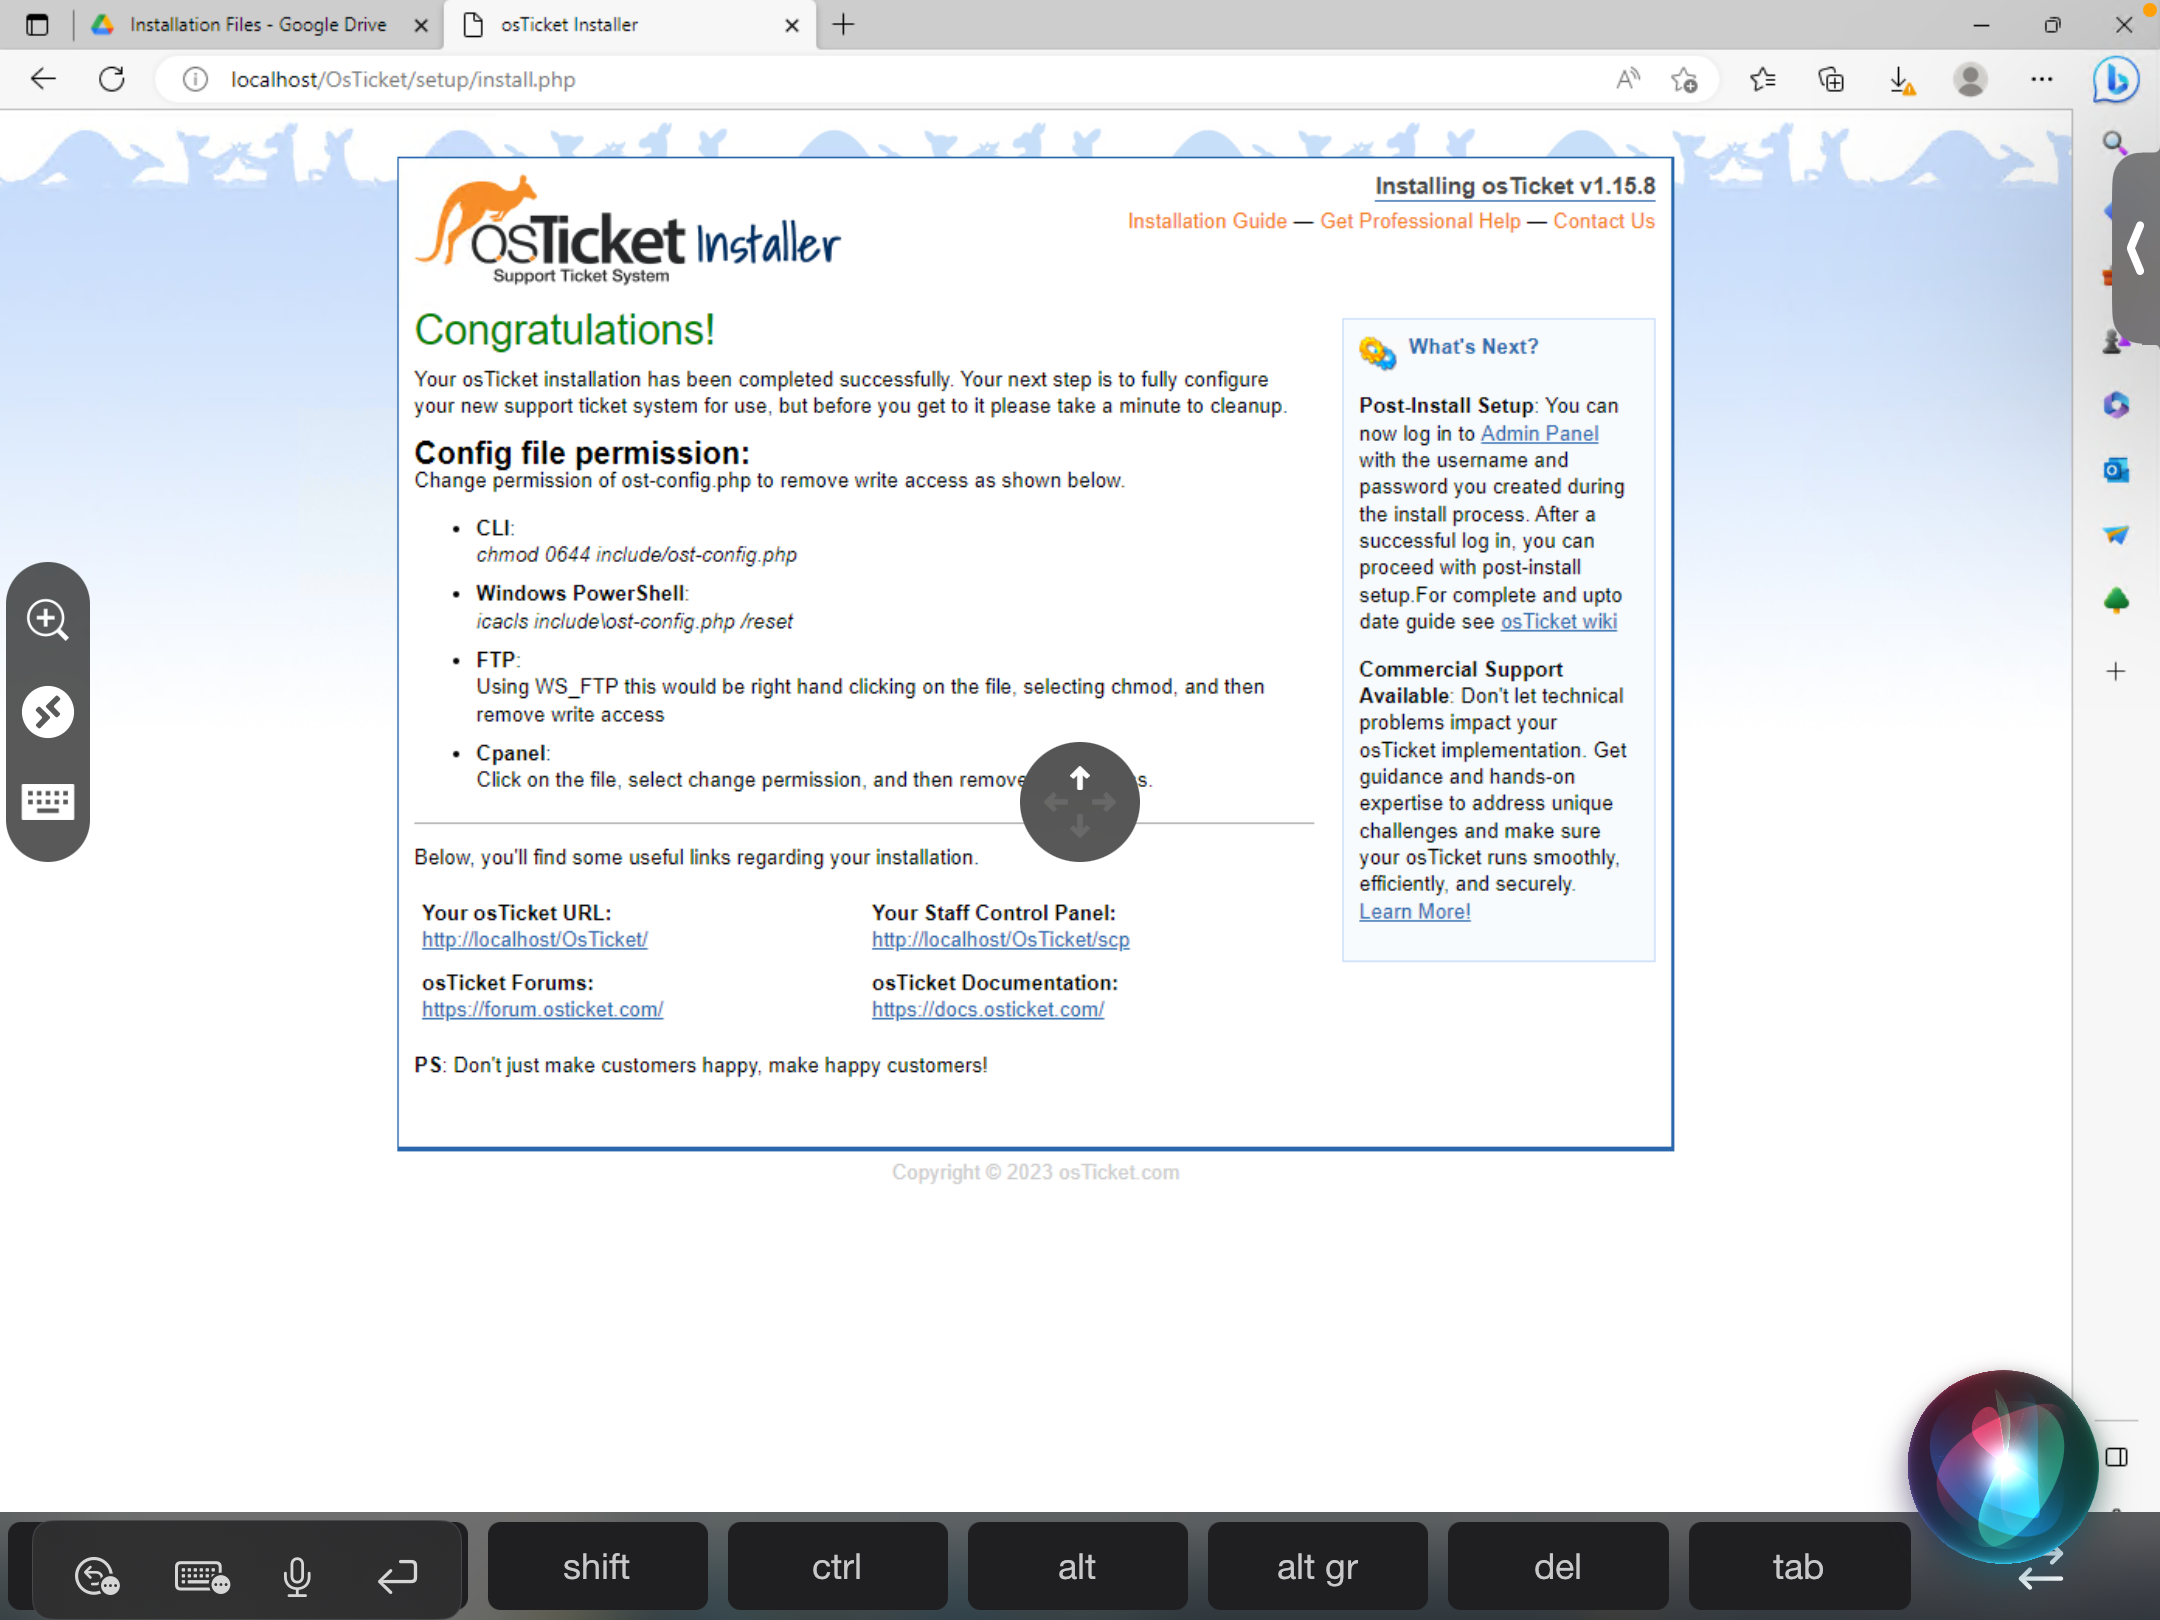 Installation Files - Google Drive
osTicket Installer
localhost/OsTicket/setup/install.php
osTicket Installer
Support Ticket System
Installing osTicket v1.15.8
Installation Guide — Get Professional Help — Contact Us
Congratulations!
Your osTicket installation has been completed successfully. Your next step is to fully configure
your new support ticket system for use, but before you get to it please take a minute to cleanup.
Config file permission:
Change permission of ost-config.php to remove write access as shown below.
• CLI:
chmod 0644 include/ost-config.php
• Windows PowerShell:
icacls include\ost-config.php /reset
• FTP:
Using WS_FTP this would be right hand clicking on the file, selecting chmod, and then
remove write access
• Cpanel:
Click on the file, select change permission, and then remove s.
Below, you'll find some useful links regarding your installation.
Your osTicket URL:
http://localhost/OsTicket/
Your Staff Control Panel:
http://localhost/OsTicket/scp
osTicket Forums:
https://forum.osticket.com/
osTicket Documentation:
https://docs.osticket.com/
PS: Don't just make customers happy, make happy customers!
What's Next?
Post-Install Setup: You can
now log in to Admin Panel
with the username and
password you created during
the install process. After a
successful log in, you can
proceed with post-install
setup.For complete and upto
date guide see osTicket wiki
Commercial Support
Available: Don't let technical
problems impact your
osTicket implementation. Get
guidance and hands-on
expertise to address unique
challenges and make sure
your osTicket runs smoothly,
efficiently, and securely.
Learn More!
Copyright © 2023 osTicket.com
shift
ctrl
alt
alt gr
del
tab